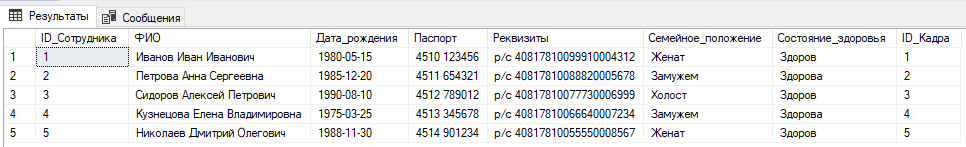 Результаты Сообщения
ID_Сотрудника ФИО Дата_рождения Паспорт Реквизиты Семейное_положение Состояние_здоровья ID_Кадра
1 1 Иванов Иван Иванович 1980-05-15 4510 123456 р/с 40817810099910004312 Женат Здоров 1
2 2 Петрова Анна Сергеевна 1985-12-20 4511 654321 р/с 40817810088820005678 Замужем Здорова 2
3 3 Сидоров Алексей Петрович 1990-08-10 4512 789012 р/с 40817810077730006999 Холост Здоров 3
4 4 Кузнецова Елена Владимировна 1975-03-25 4513 345678 р/с 40817810066640007234 Замужем Здорова 4
5 5 Николаев Дмитрий Олегович 1988-11-30 4514 901234 р/с 40817810055550008567 Женат Здоров 5